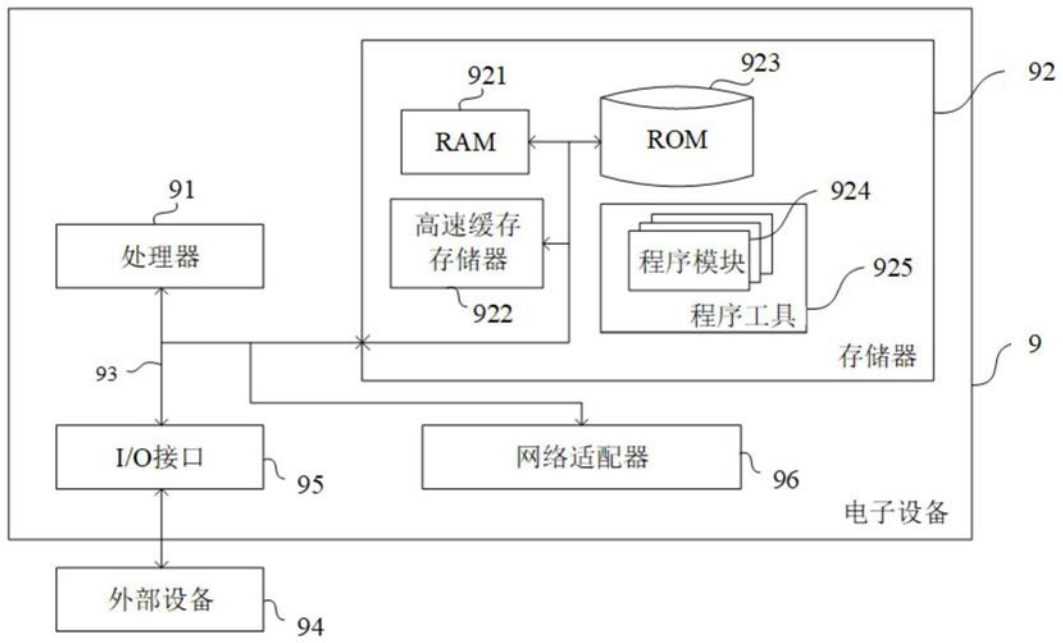 921
923
92
RAM
ROM
91
924
处理器
高速缓存
存储器
程序模块
925
922
程序工具
存储器
93
9
I/O接口
95
网络适配器
96
电子设备
外部设备
94